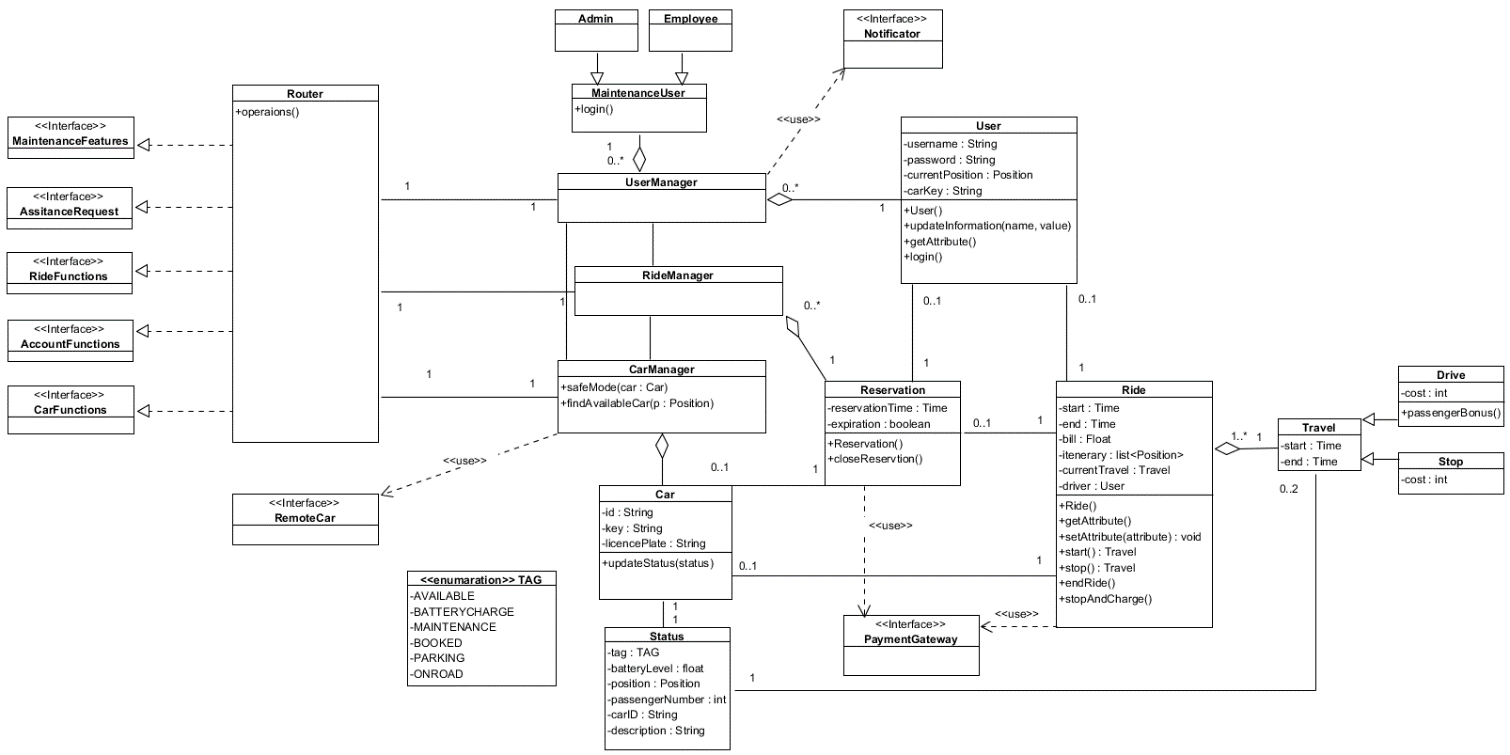 Admin
Employee
<<Interface>>
Notificator
MaintenanceUser
+login()
<<use>>
1
0..*
Router
+operaions()
<<Interface>>
MaintenanceFeatures
<<Interface>>
AssitanceRequest
<<Interface>>
RideFunctions
<<Interface>>
AccountFunctions
<<Interface>>
CarFunctions
1
1
UserManager
0..*
1
User
-username : String
-password : String
-currentPosition : Position
-carKey : String
+User()
+updateInformation(name, value)
+getAttribute()
+login()
1
1
RideManager
0..*
1
0..1
1
0..1
1
1
1
CarManager
+safeMode(car : Car)
+findAvailableCar(p : Position)
<<use>>
<<Interface>>
RemoteCar
Reservation
-reservationTime : Time
-expiration : boolean
+Reservation()
+closeReservtion()
0..1
1
0..1
1
Ride
-start : Time
-end : Time
-bill : Float
-itenerary : list<Position>
-currentTravel : Travel
-driver : User
+Ride()
+getAttribute()
+setAttribute(attribute) : void
+start() : Travel
+stop() : Travel
+endRide()
+stopAndCharge()
1..*
1
Travel
-start : Time
-end : Time
0..2
Drive
-cost : int
+passengerBonus()
Stop
-cost : int
Car
-id : String
-key : String
-licencePlate : String
+updateStatus(status)
0..1
1
<<use>>
<<use>>
<<Interface>>
PaymentGateway
<<enumaration>> TAG
-AVAILABLE
-BATTERYCHARGE
-MAINTENANCE
-BOOKED
-PARKING
-ONROAD
1
1
Status
-tag : TAG
-batteryLevel : float
-position : Position
-passengerNumber : int
-carID : String
-description : String
1